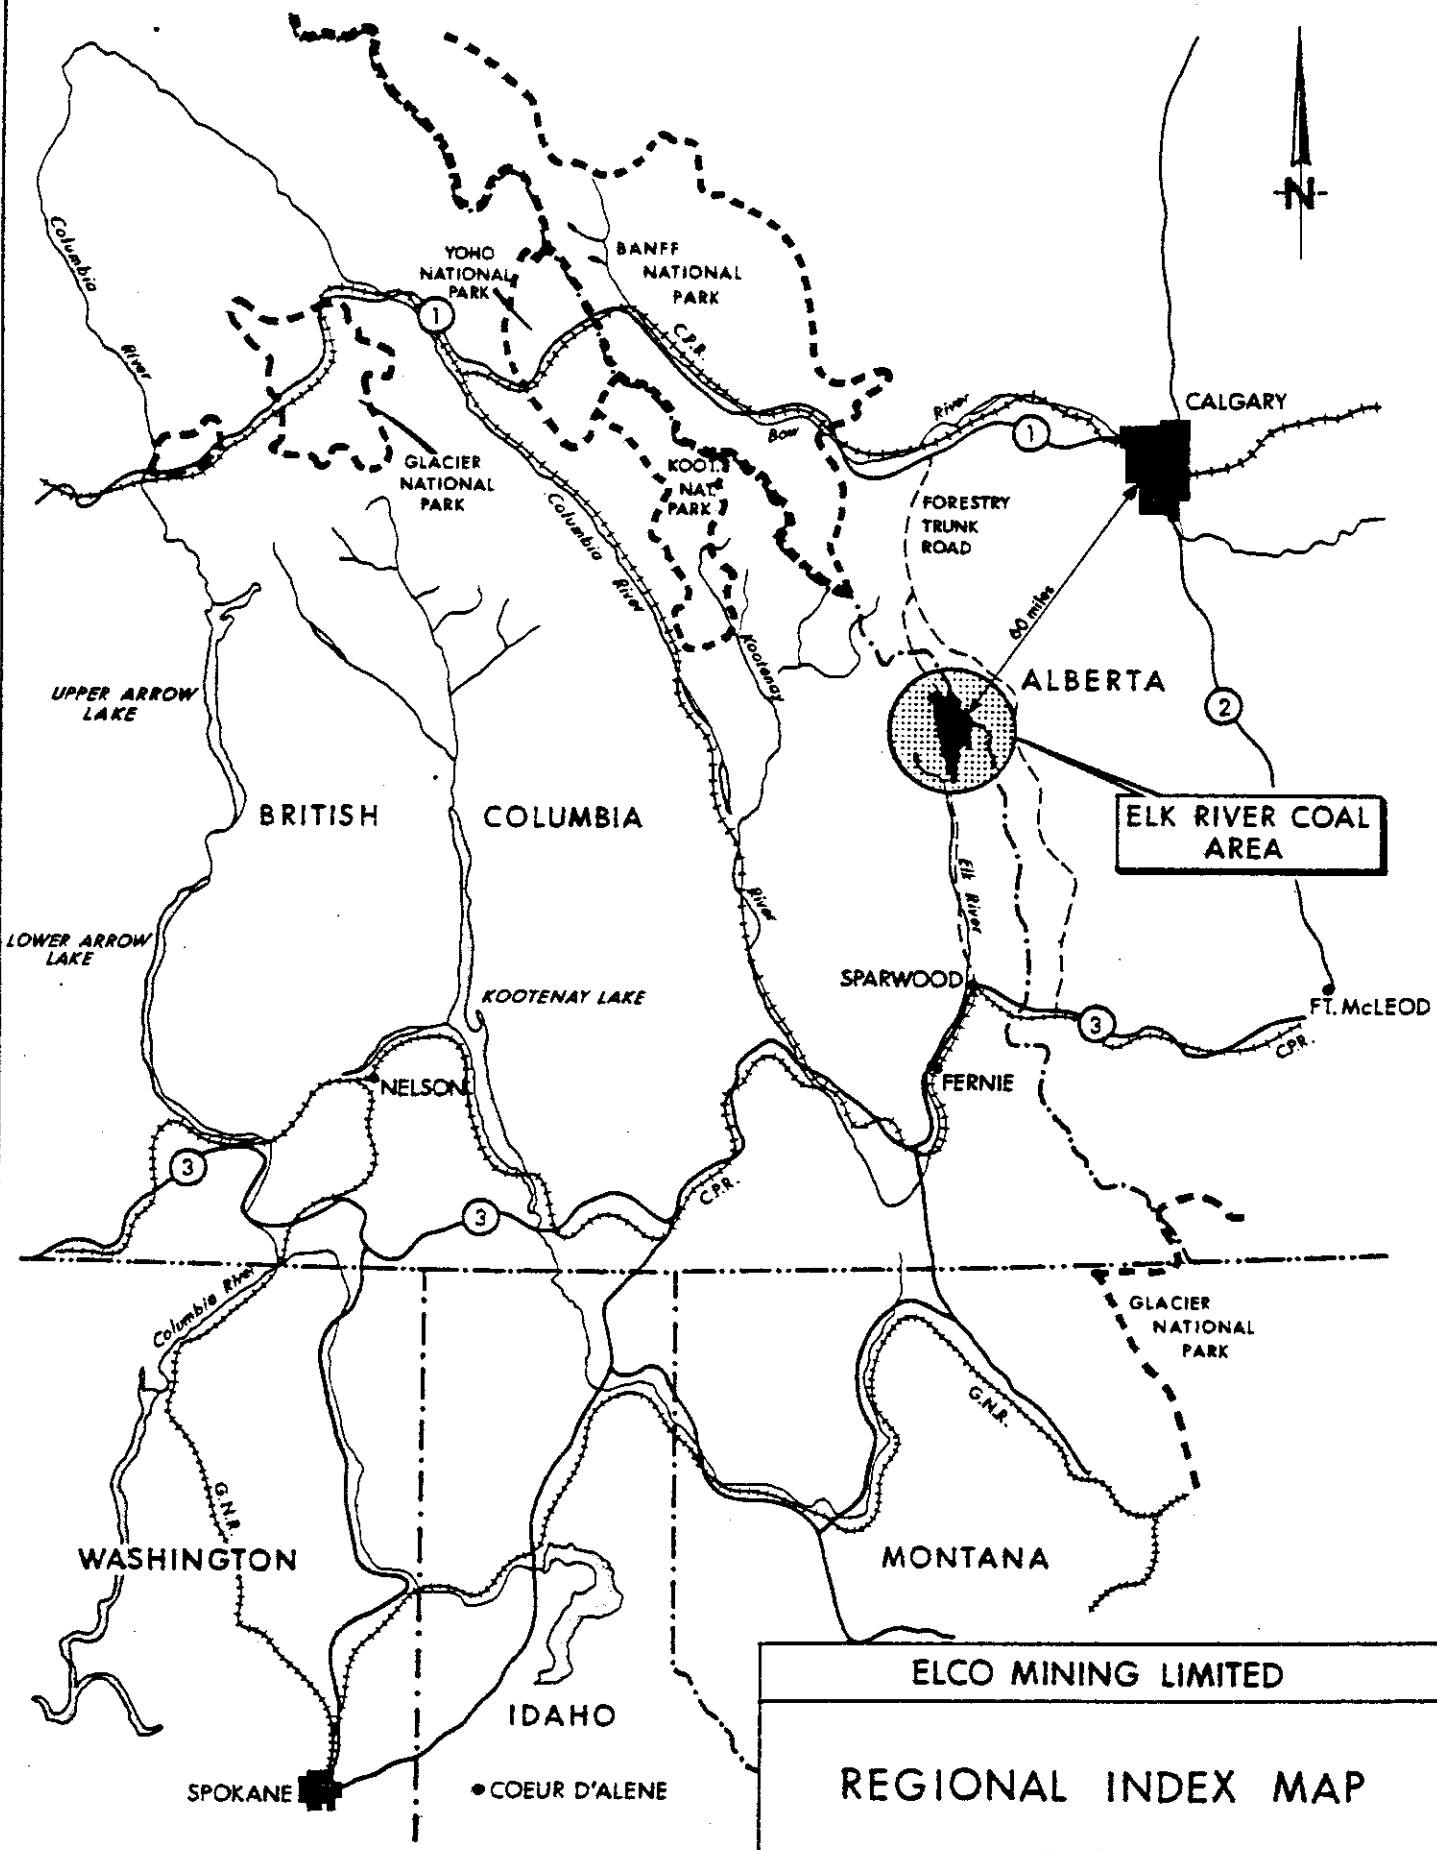 N
Columbia
River
YOHO
NATIONAL
PARK
BANFF
NATIONAL
PARK
1
C.P.R.
Bow
River
1
CALGARY
GLACIER
NATIONAL
PARK
KOOT.
NAT.
PARK
FORESTRY
TRUNK
ROAD
Columbia
River
Kootenay
60 miles
UPPER ARROW
LAKE
ALBERTA
2
BRITISH COLUMBIA
ELK RIVER COAL
AREA
Elk River
River
LOWER ARROW
LAKE
KOOTENAY LAKE
SPARWOOD
FT. McLEOD
3
C.P.R.
NELSON
FERNIE
3
3
C.P.R.
Columbia River
GLACIER
NATIONAL
PARK
G.N.R.
G.N.R.
WASHINGTON
MONTANA
IDAHO
SPOKANE
COEUR D'ALENE
ELCO MINING LIMITED
REGIONAL INDEX MAP